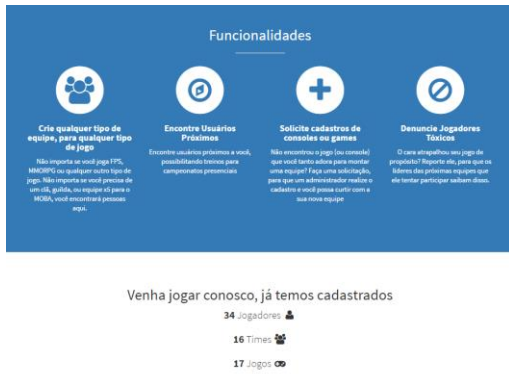 Funcionalidades
Crie qualquer tipo de
equipe, para qualquer tipo
de jogo
Não importa se você joga FPS,
MMORPG ou qualquer outro tipo de
jogo. Não importa se você precisa de
um clã, guilda, ou equipe x5 para o
MOBA, você encontrará pessoas
aqui.
Encontre Usuários
Próximos
Encontre usuários próximos a você,
possibilitando treinos para
campeonatos presenciais
Solicite cadastros de
consoles ou games
Não encontrou o jogo (ou console)
que você tanto adora para montar
uma equipe? Faça uma solicitação,
para que um administrador realize o
cadastro e você possa curtir com a
sua nova equipe
Denuncie Jogadores
Tóxicos
O cara atrapalhou seu jogo de
propósito? Reporte ele, para que os
líderes das próximas equipes que
ele tentar participar saibam disso.
Venha jogar conosco, já temos cadastrados
34 Jogadores
16 Times
17 Jogos